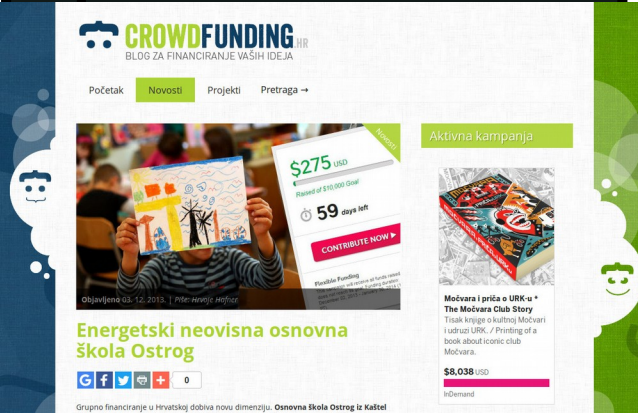 CROWDFUNDING.HR
BLOG ZA FINANCIRANJE VAŠIH IDEJA
Početak Novosti Projekti Pretraga →
Novosti
$275 USD
Raised of $10,000 Goal
59 days left
CONTRIBUTE NOW ▶
Flexible Funding
Objavljeno 03. 12. 2013. | Piše: Hrvoje Hafner
Energetski neovisna osnovna
škola Ostrog
0
Grupno financiranje u Hrvatskoj dobiva novu dimenziju. Osnovna škola Ostrog iz Kaštel
Aktivna kampanja
Močvara i priča o URK-u *
The Močvara Club Story
Tisak knjige o kultnoj Močvari
i udruzi URK. / Printing of a
book about iconic club
Močvara.
$8,038 USD
InDemand